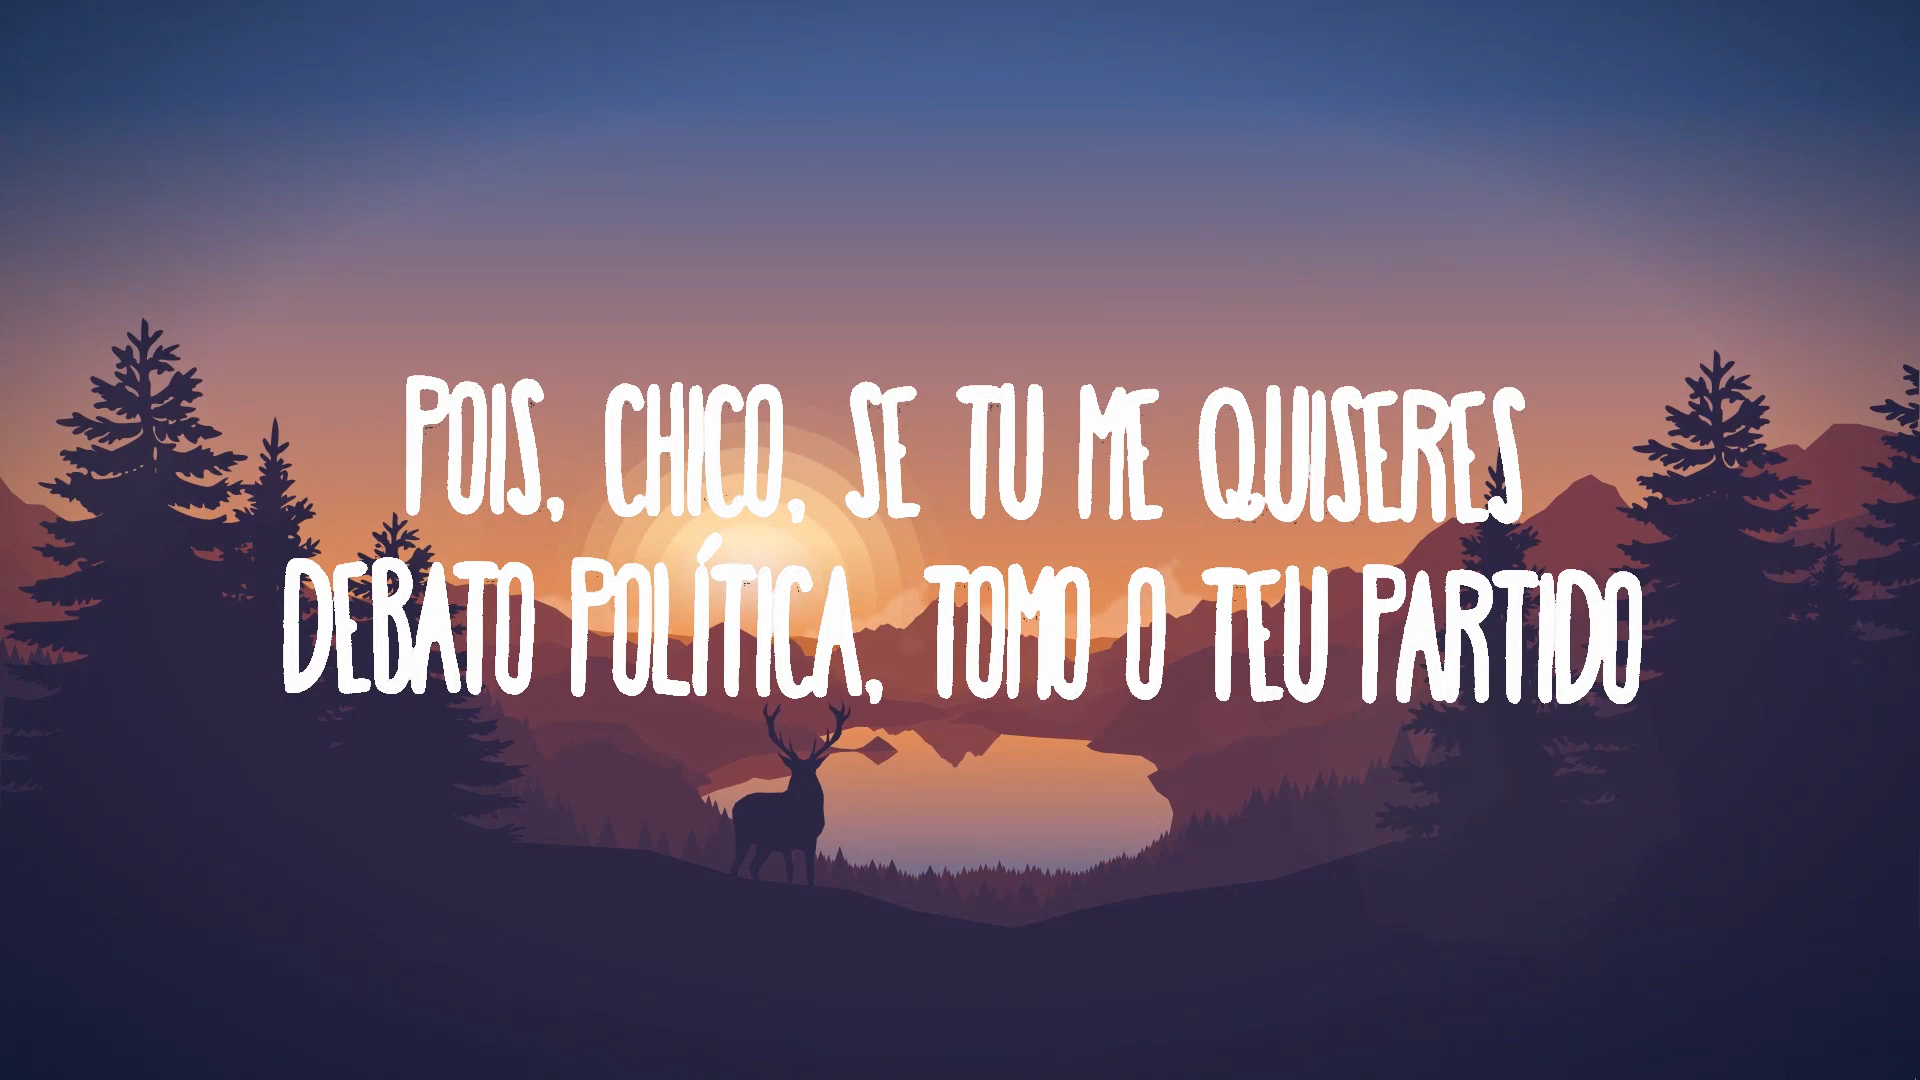 POIS, CHICO, SE TU ME QUISERES
DEBATO POLÍTICA, TOMO O TEU PARTIDO